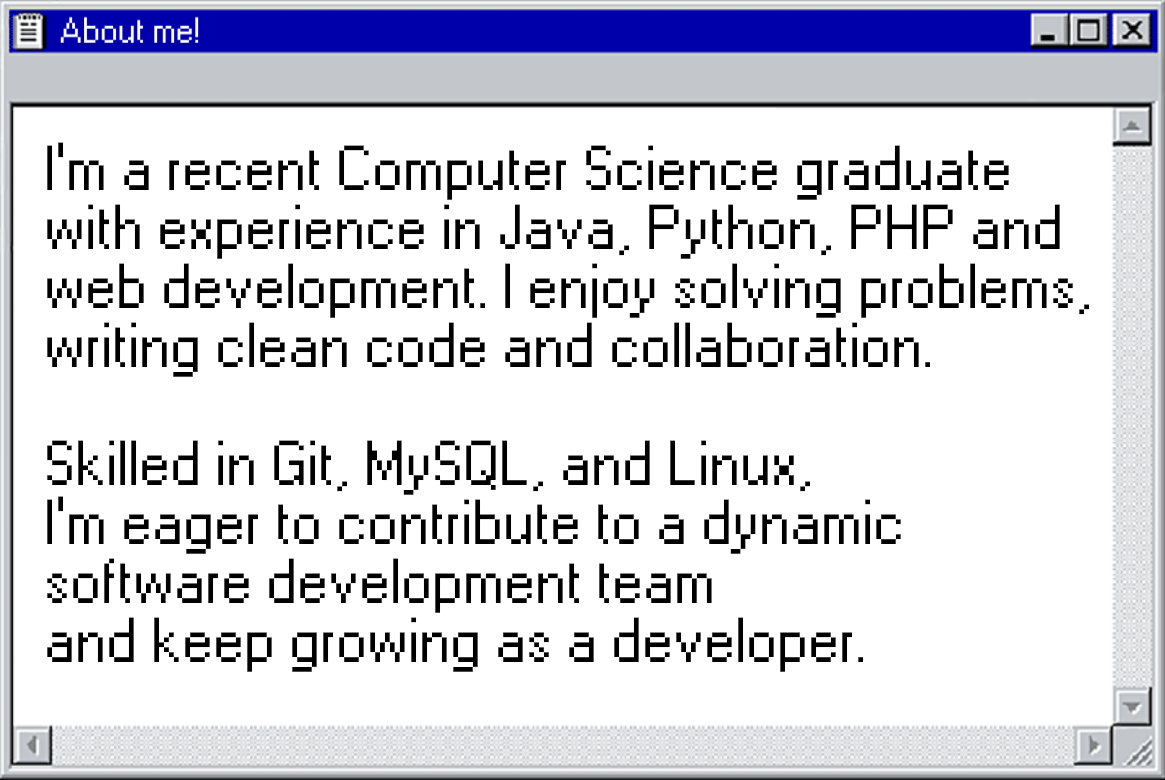 About me!
I'm a recent Computer Science graduate
with experience in Java, Python, PHP and
web development. I enjoy solving problems,
writing clean code and collaboration.
Skilled in Git, MySQL, and Linux,
I'm eager to contribute to a dynamic
software development team
and keep growing as a developer.